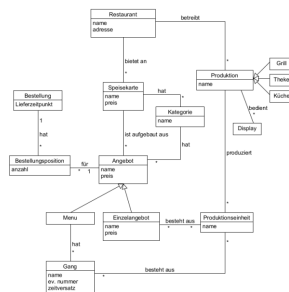 Restaurant
name
adresse
betreibt
*
bietet an
*
Grill
Theke
Küche
Produktion
name
Bestellung
Lieferzeitpunkt
Speisekarte
name
preis
hat
*
Kategorie
name
bedient
*
Display
1
hat
*
*
ist aufgebaut aus
hat
produziert
Bestellungsposition
anzahl
für
*
1
Angebot
name
preis
*
*
Menu
Einzelangebot
name
preis
besteht aus
*
*
Produktionseinheit
name
hat
*
*
Gang
name
ev. nummer
zeitversatz
besteht aus
*